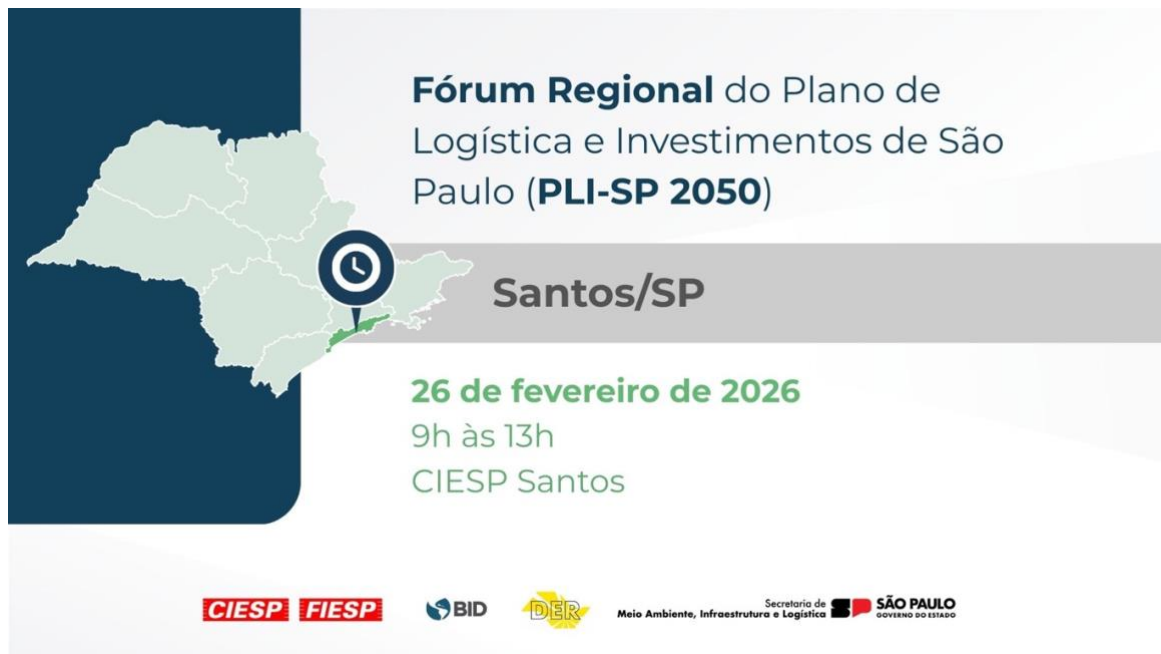 Fórum Regional do Plano de
Logística e Investimentos de São
Paulo (PLI-SP 2050)
Santos/SP
26 de fevereiro de 2026
9h às 13h
CIESP Santos
CIESP FIESP BID DER
Secretaria de
Meio Ambiente, Infraestrutura e Logística
SP
SÃO PAULO
GOVERNO DO ESTADO